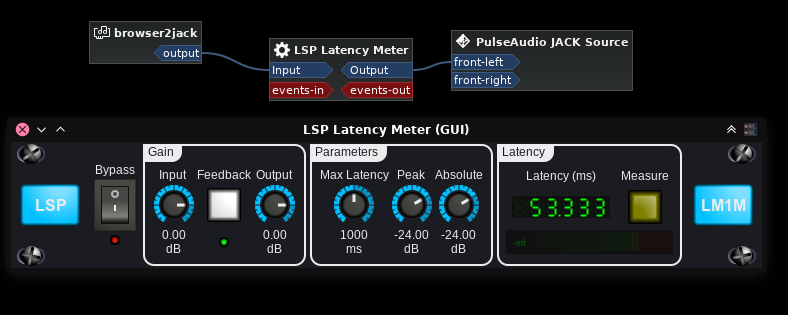 browser2jack
output
LSP Latency Meter
Input
Output
events-in
events-out
PulseAudio JACK Source
front-left
front-right
LSP Latency Meter (GUI)
Gain
Parameters
Latency
Bypass
Input
Feedback
Output
Max Latency
Peak
Absolute
Latency (ms)
Measure
LSP
53.333
LM1M
0.00
dB
0.00
dB
1000
ms
-24.00
dB
-24.00
dB
-inf